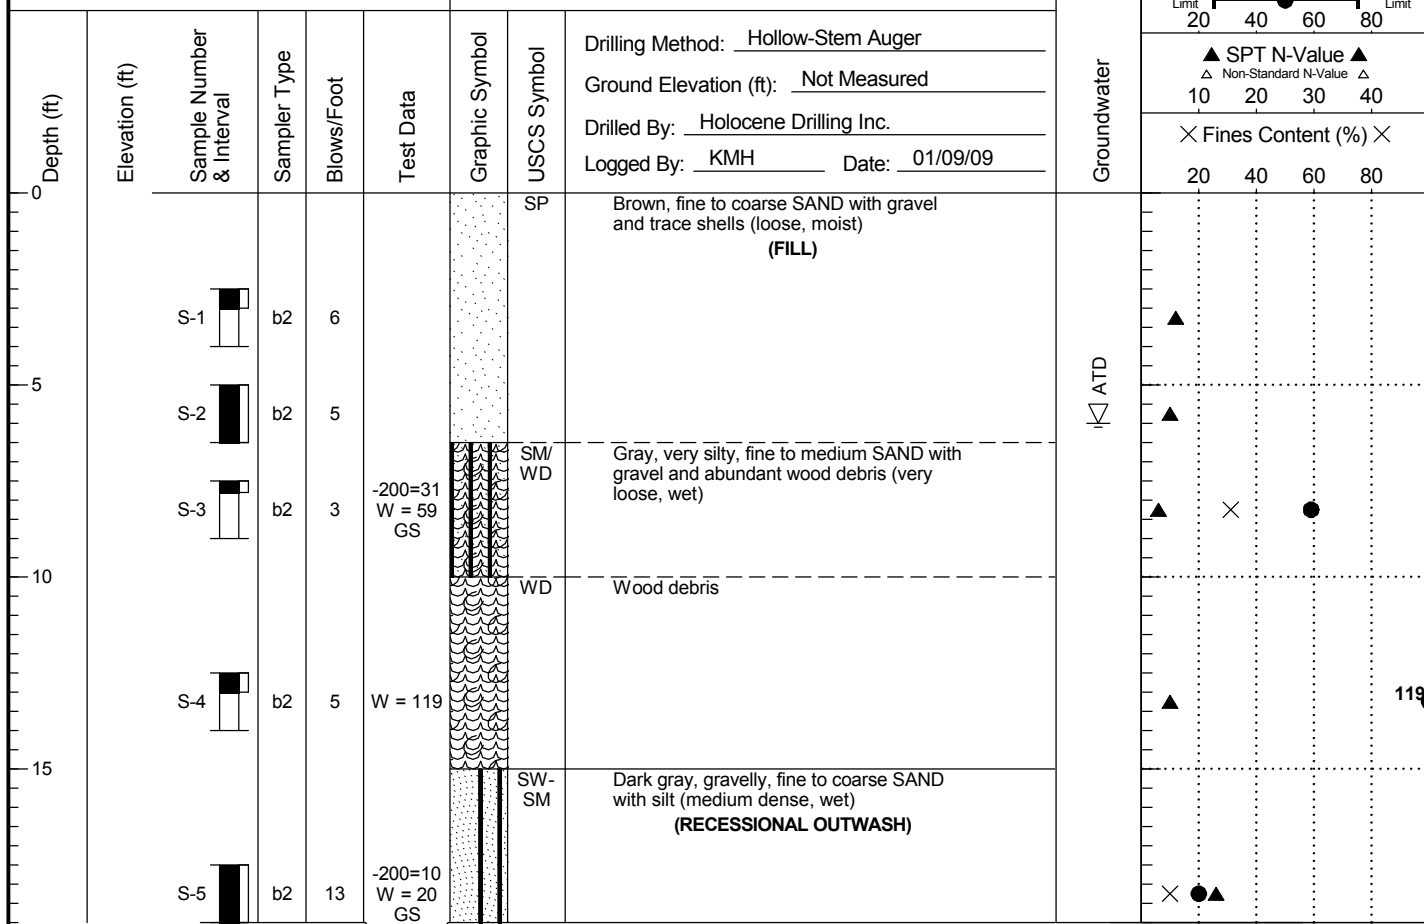 Limit Limit
20 40 60 80
▲ SPT N-Value ▲
△ Non-Standard N-Value △
10 20 30 40
× Fines Content (%) ×
20 40 60 80
Depth (ft)
Elevation (ft)
Sample Number
& Interval
Sampler Type
Blows/Foot
Test Data
Graphic Symbol
USCS Symbol
Drilling Method: Hollow-Stem Auger
Ground Elevation (ft): Not Measured
Drilled By: Holocene Drilling Inc.
Logged By: KMH Date: 01/09/09
Groundwater
0
SP Brown, fine to coarse SAND with gravel
and trace shells (loose, moist)
(FILL)
S-1 b2 6
5
ATD
S-2 b2 5
SM/ Gray, very silty, fine to medium SAND with
WD gravel and abundant wood debris (very
loose, wet)
-200=31
S-3 b2 3 W = 59
GS
10
WD Wood debris
S-4 b2 5 W = 119 119
15
SW- Dark gray, gravelly, fine to coarse SAND
SM with silt (medium dense, wet)
(RECESSIONAL OUTWASH)
-200=10
S-5 b2 13 W = 20
GS